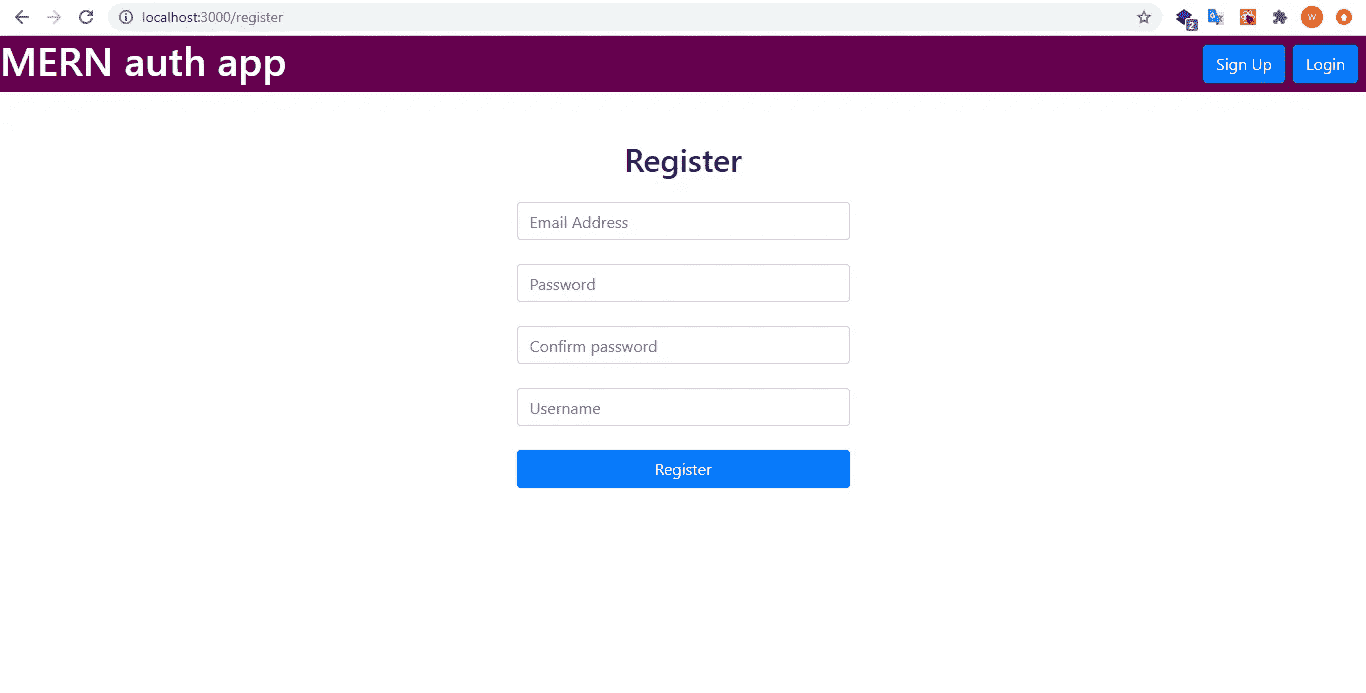 localhost:3000/register
MERN auth app
Sign Up
Login
Register
Email Address
Password
Confirm password
Username
Register
W